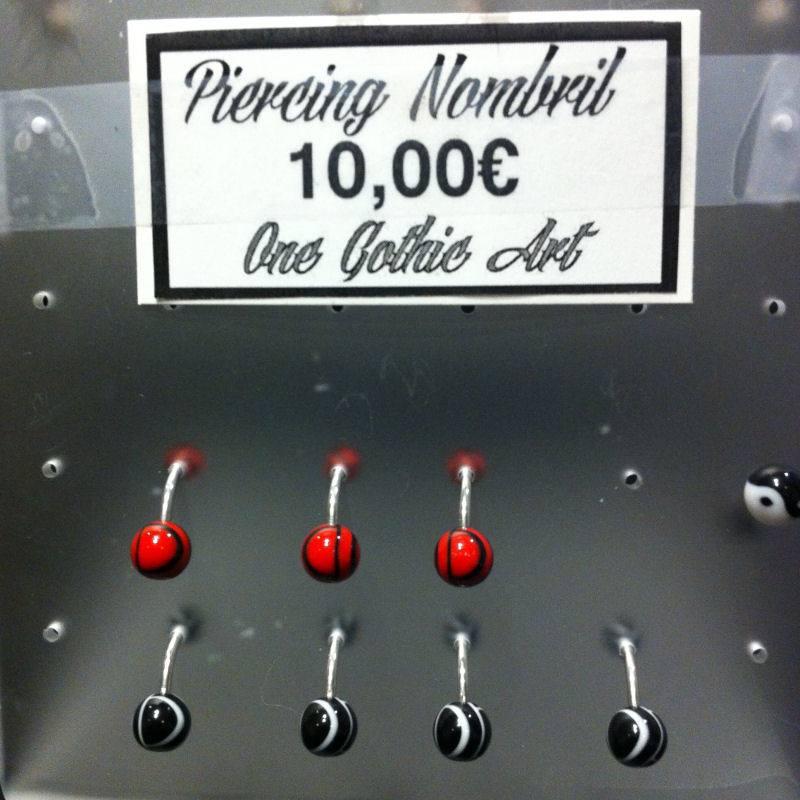 Piercing Nombril
10,00€
One Gothic Art